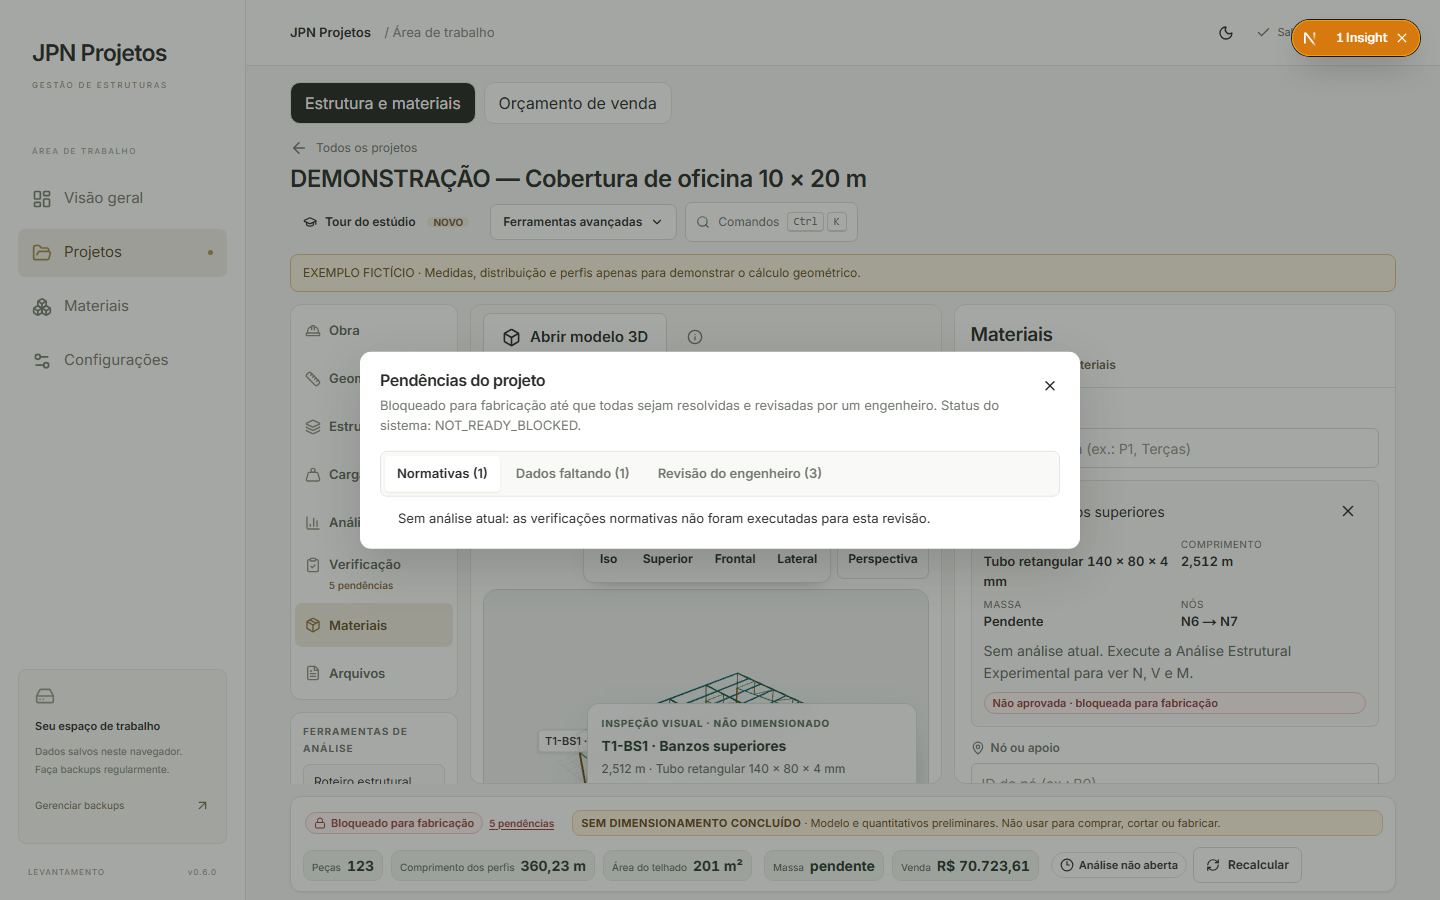 JPN Projetos
GESTÃO DE ESTRUTURAS
ÁREA DE TRABALHO
Visão geral
Projetos
Materiais
Configurações
Seu espaço de trabalho
Dados salvos neste navegador.
Faça backups regularmente.
Gerenciar backups
LEVANTAMENTO v0.6.0
JPN Projetos / Área de trabalho
1 Insight
Estrutura e materiais
Orçamento de venda
Todos os projetos
DEMONSTRAÇÃO — Cobertura de oficina 10 × 20 m
Tour do estúdio NOVO
Ferramentas avançadas
Comandos Ctrl K
EXEMPLO FICTÍCIO · Medidas, distribuição e perfis apenas para demonstrar o cálculo geométrico.
Obra
Verificação
5 pendências
Materiais
Arquivos
FERRAMENTAS DE
ANÁLISE
Roteiro estrutural
Abrir modelo 3D
Pendências do projeto
Bloqueado para fabricação até que todas sejam resolvidas e revisadas por um engenheiro. Status do
sistema: NOT_READY_BLOCKED.
Normativas (1) Dados faltando (1) Revisão do engenheiro (3)
Sem análise atual: as verificações normativas não foram executadas para esta revisão.
Iso Superior Frontal Lateral Perspectiva
T1-BS1 ·
INSPEÇÃO VISUAL · NÃO DIMENSIONADO
T1-BS1 · Banzos superiores
2,512 m · Tubo retangular 140 × 80 × 4 mm
Materiais
(ex.: P1, Terças)
superiores
Tubo retangular 140 × 80 × 4
mm
COMPRIMENTO
2,512 m
MASSA
Pendente
NÓS
N6 → N7
Sem análise atual. Execute a Análise Estrutural
Experimental para ver N, V e M.
Não aprovada · bloqueada para fabricação
Nó ou apoio
Bloqueado para fabricação 5 pendências
SEM DIMENSIONAMENTO CONCLUÍDO · Modelo e quantitativos preliminares. Não usar para comprar, cortar ou fabricar.
Peças 123
Comprimento dos perfis 360,23 m
Área do telhado 201 m²
Massa pendente
Venda R$ 70.723,61
Análise não aberta
Recalcular